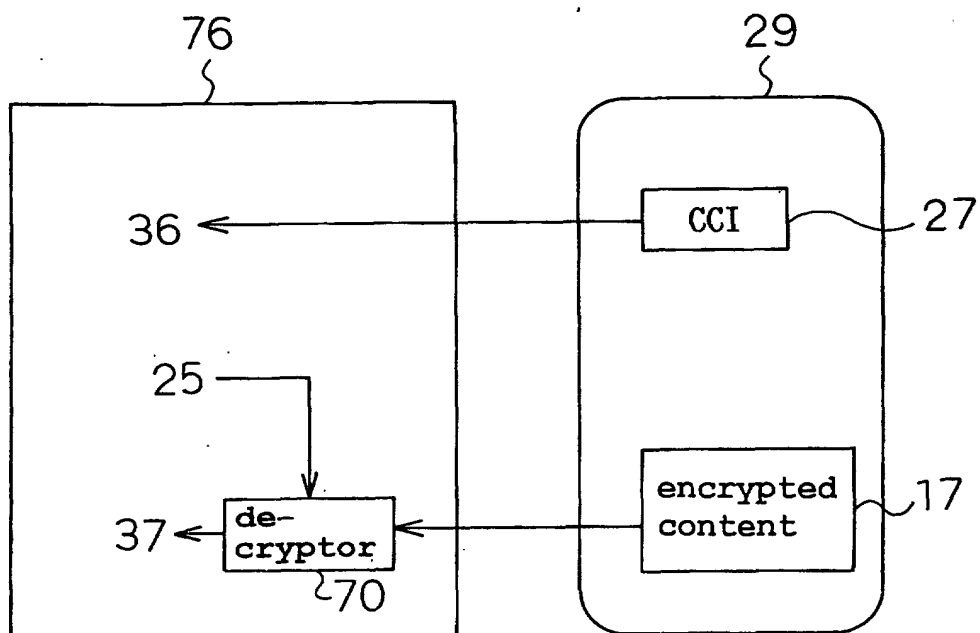 76
29
36
CCI
27
25
encrypted
content
17
37
de-
cryptor
70